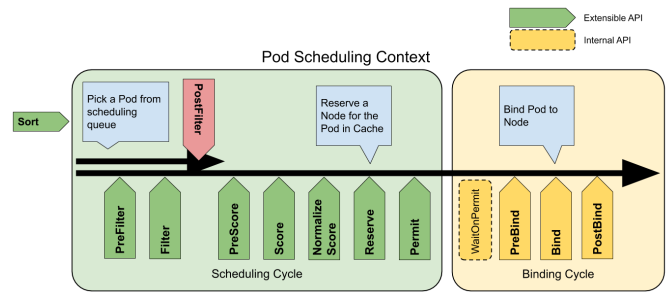 Extensible API
Internal API
Pod Scheduling Context
Sort
Pick a Pod from
scheduling
queue
PostFilter
Reserve a
Node for the
Pod in Cache
Bind Pod to
Node
PreFilter
Filter
PreScore
Score
Normalize
Score
Reserve
Permit
WaitOnPermit
PreBind
Bind
PostBind
Scheduling Cycle
Binding Cycle